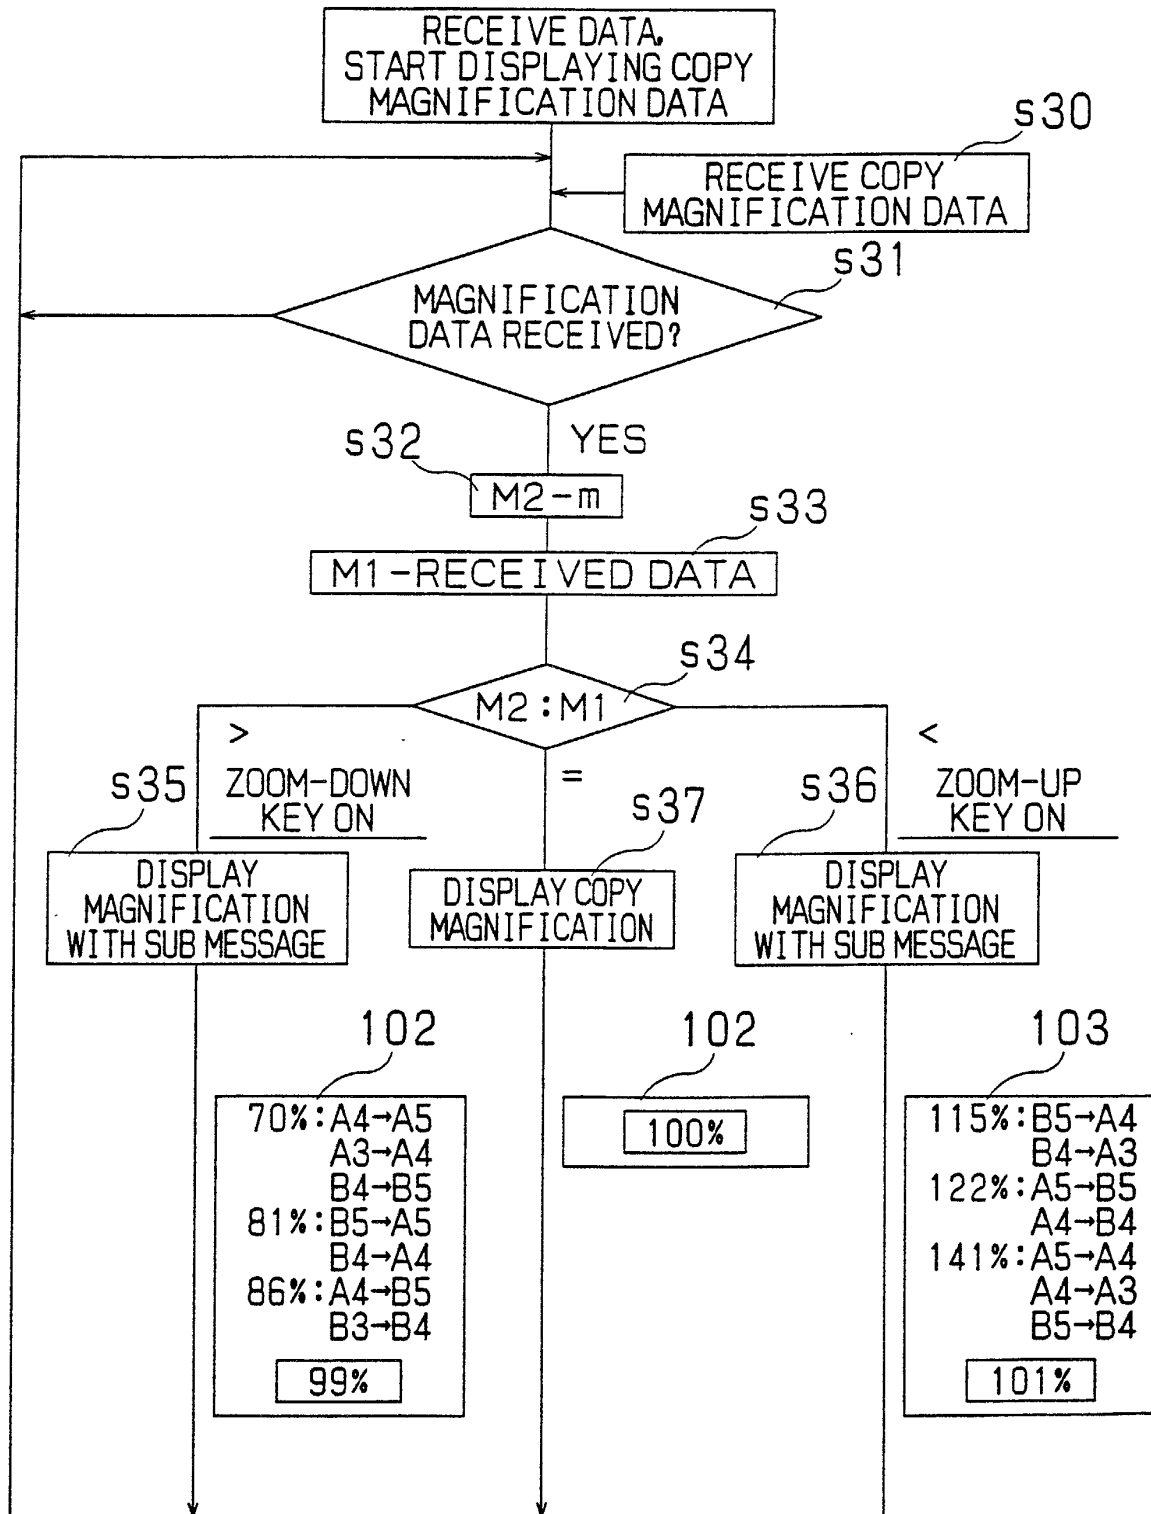 RECEIVE DATA.
START DISPLAYING COPY
MAGNIFICATION DATA
s30
RECEIVE COPY
MAGNIFICATION DATA
s31
MAGNIFICATION
DATA RECEIVED?
s32
YES
M2-m
s33
M1-RECEIVED DATA
s34
M2:M1
>
=
<
s35
ZOOM-DOWN
KEY ON
s37
s36
ZOOM-UP
KEY ON
DISPLAY
MAGNIFICATION
WITH SUB MESSAGE
DISPLAY COPY
MAGNIFICATION
DISPLAY
MAGNIFICATION
WITH SUB MESSAGE
102
70%:A4→A5
A3→A4
B4→B5
81%:B5→A5
B4→A4
86%:A4→B5
B3→B4
99%
102
100%
103
115%:B5→A4
B4→A3
122%:A5→B5
A4→B4
141%:A5→A4
A4→A3
B5→B4
101%